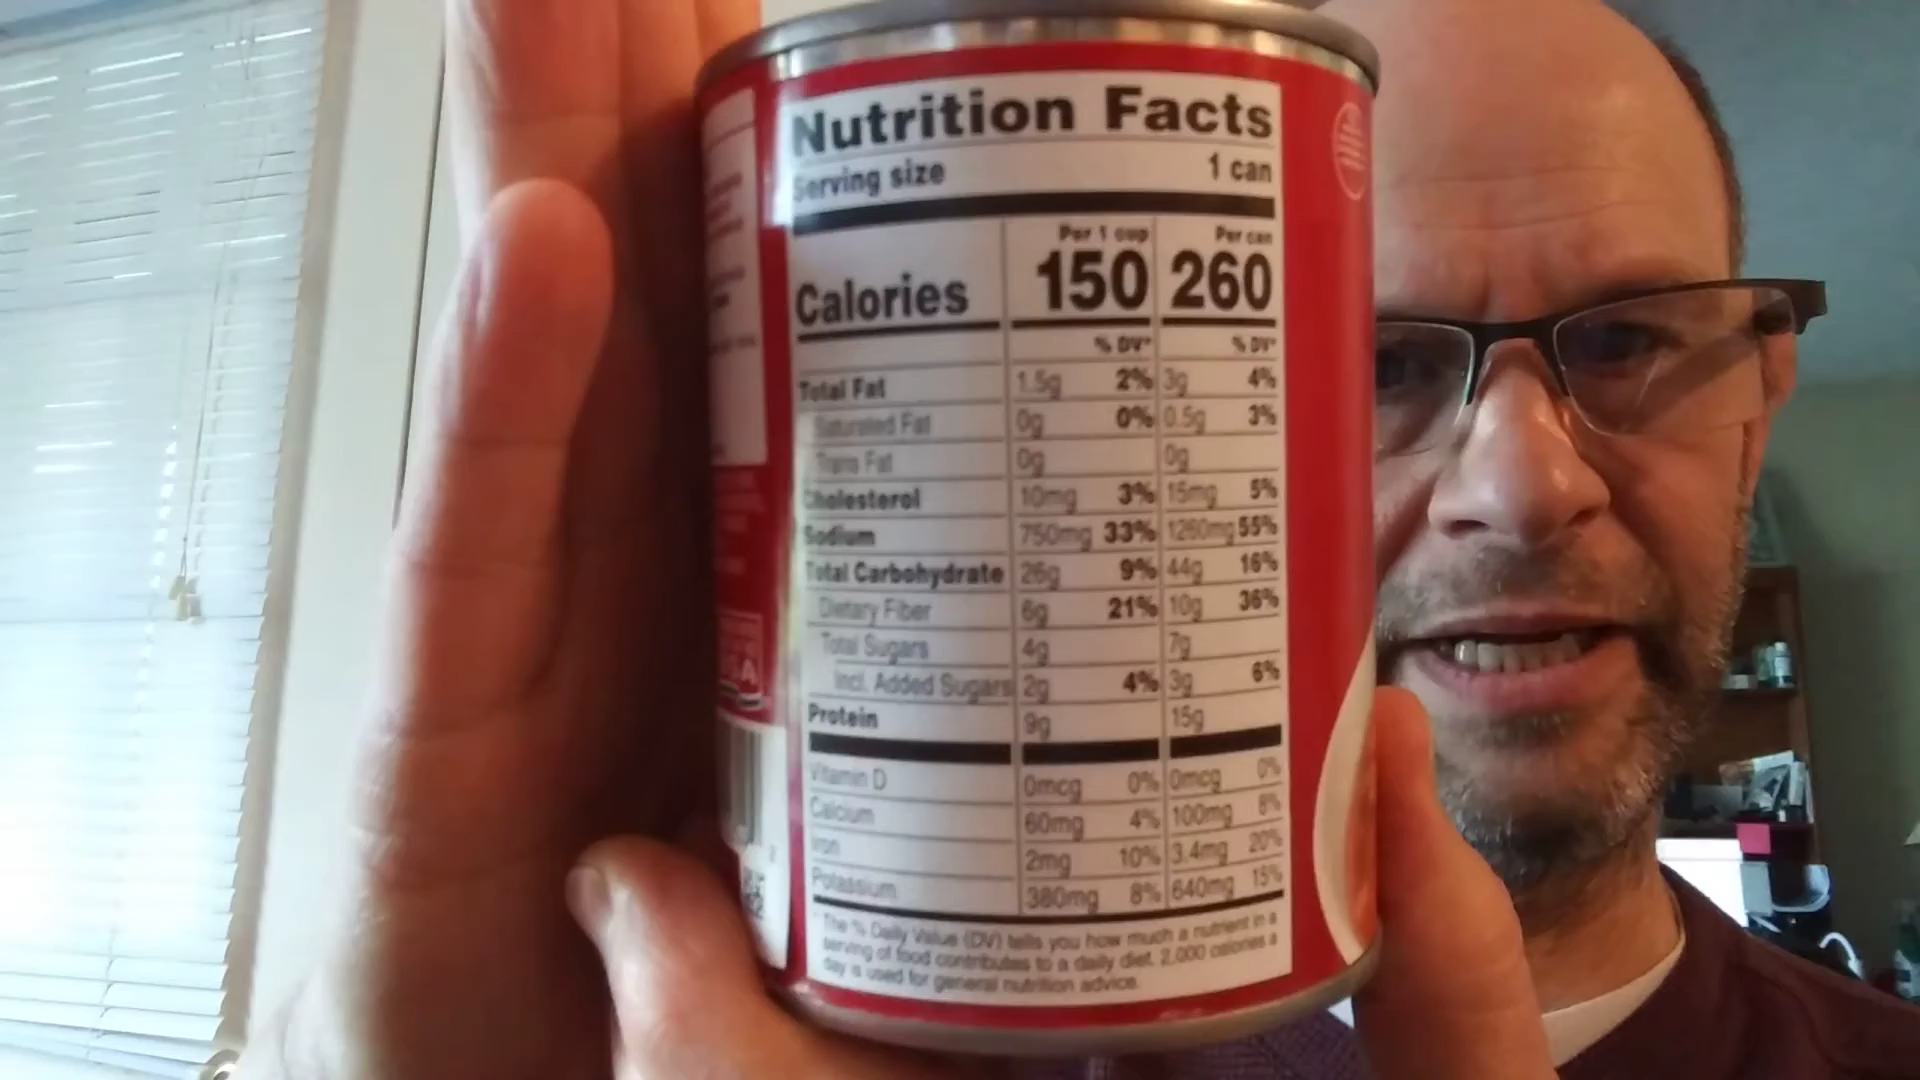 Nutrition Facts
Serving size 1 can
Per 1 cup Per can
Calories 150 260
% DV* % DV*
Total Fat 1.5g 2% 3g 4%
Saturated Fat 0g 0% 0.5g 3%
Trans Fat 0g 0g
Cholesterol 10mg 3% 15mg 5%
Sodium 750mg 33% 1260mg 55%
Total Carbohydrate 26g 9% 44g 16%
Dietary Fiber 6g 21% 10g 36%
Total Sugars 4g 7g
Incl. Added Sugars 2g 4% 3g 6%
Protein 9g 15g
Vitamin D 0mcg 0% 0mcg 0%
Calcium 60mg 4% 100mg 8%
Iron 2mg 10% 3.4mg 20%
Potassium 380mg 8% 640mg 15%
* The % Daily Value (DV) tells you how much a nutrient in a
serving of food contributes to a daily diet. 2,000 calories a
day is used for general nutrition advice.